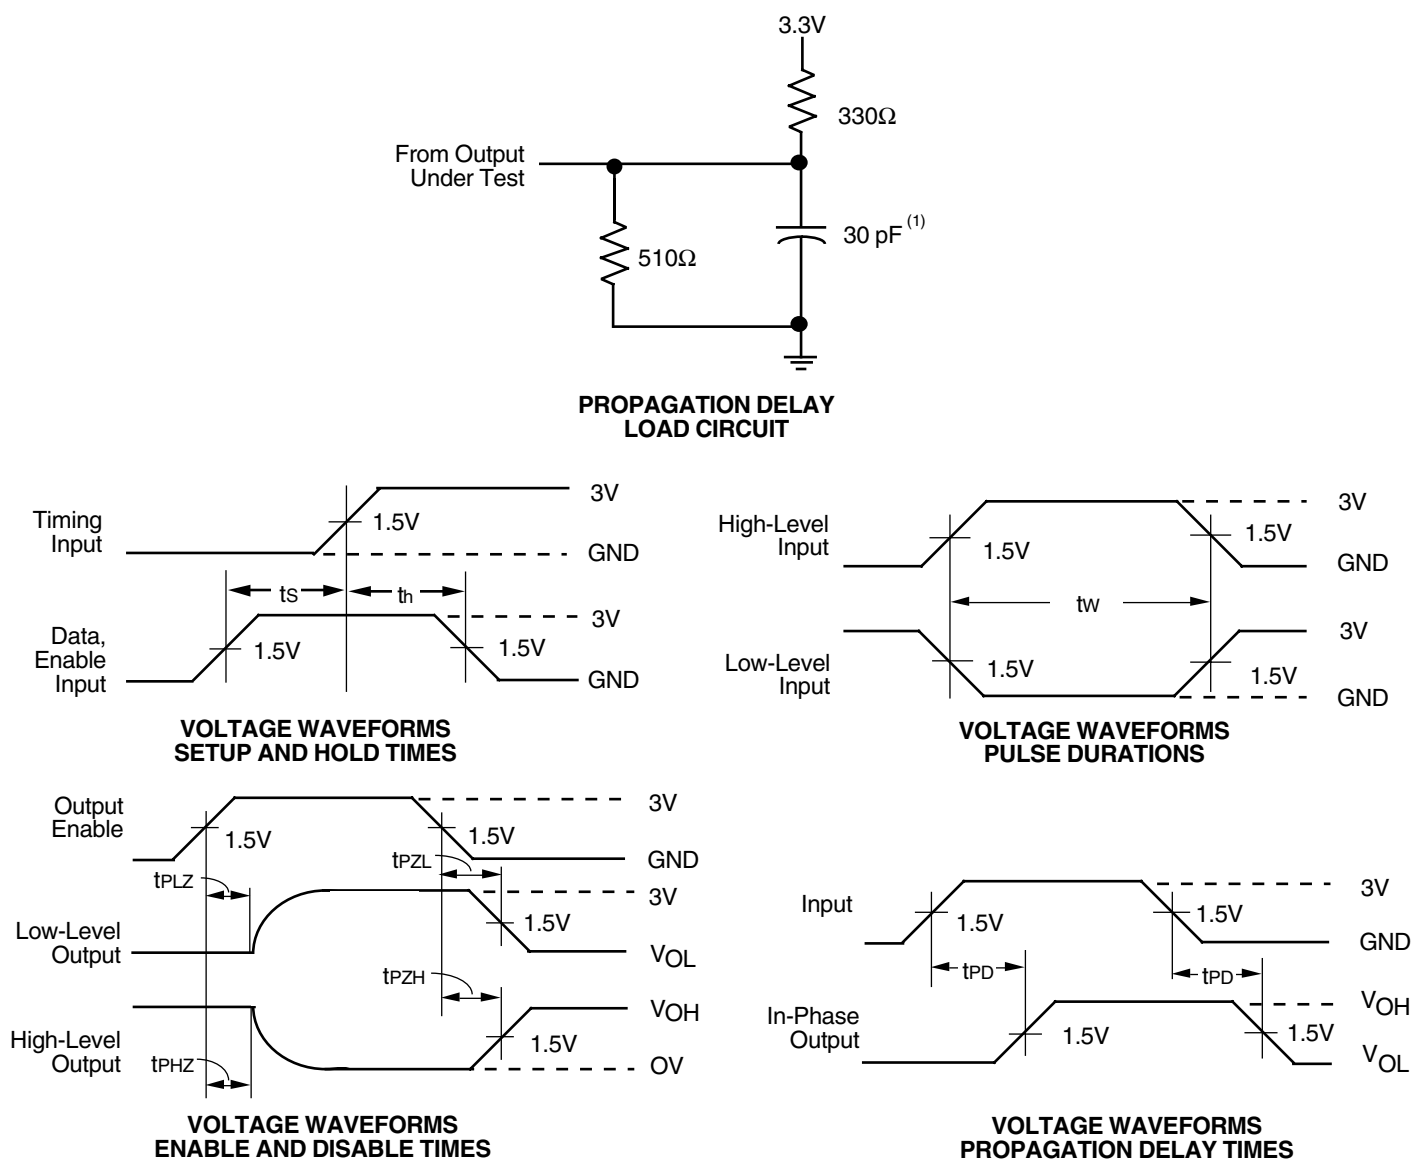 3.3V
330Ω
From Output
Under Test
30 pF (1)
510Ω
PROPAGATION DELAY
LOAD CIRCUIT
Timing
Input
3V
1.5V
GND
tS
th
Data,
Enable
Input
3V
1.5V
1.5V
GND
VOLTAGE WAVEFORMS
SETUP AND HOLD TIMES
High-Level
Input
3V
1.5V
1.5V
GND
tW
Low-Level
Input
3V
1.5V
1.5V
GND
VOLTAGE WAVEFORMS
PULSE DURATIONS
Output
Enable
3V
1.5V
1.5V
GND
tPZL
tPLZ
3V
Low-Level
Output
1.5V
VOL
tPZH
VOH
High-Level
Output
1.5V
OV
tPHZ
VOLTAGE WAVEFORMS
ENABLE AND DISABLE TIMES
Input
3V
1.5V
1.5V
GND
tPD
tPD
In-Phase
Output
VOH
1.5V
1.5V
VOL
VOLTAGE WAVEFORMS
PROPAGATION DELAY TIMES